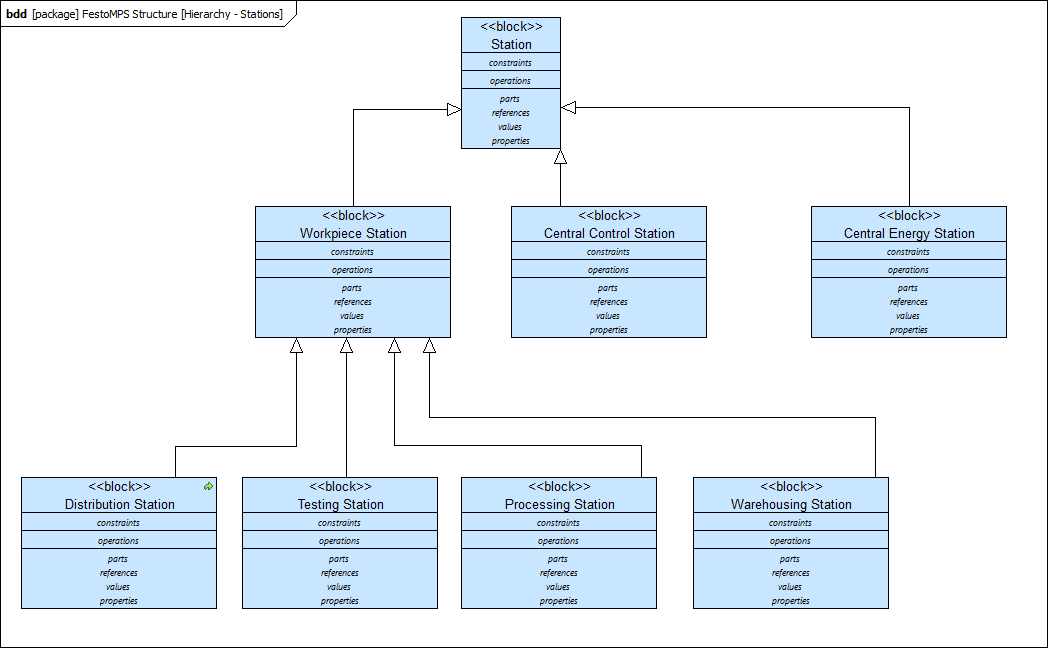 bdd [package] FestoMPS Structure [Hierarchy - Stations]
<<block>>
Station
constraints
operations
parts
references
values
properties
<<block>>
Workpiece Station
constraints
operations
parts
references
values
properties
<<block>>
Central Control Station
constraints
operations
parts
references
values
properties
<<block>>
Central Energy Station
constraints
operations
parts
references
values
properties
<<block>>
Distribution Station
constraints
operations
parts
references
values
properties
<<block>>
Testing Station
constraints
operations
parts
references
values
properties
<<block>>
Processing Station
constraints
operations
parts
references
values
properties
<<block>>
Warehousing Station
constraints
operations
parts
references
values
properties